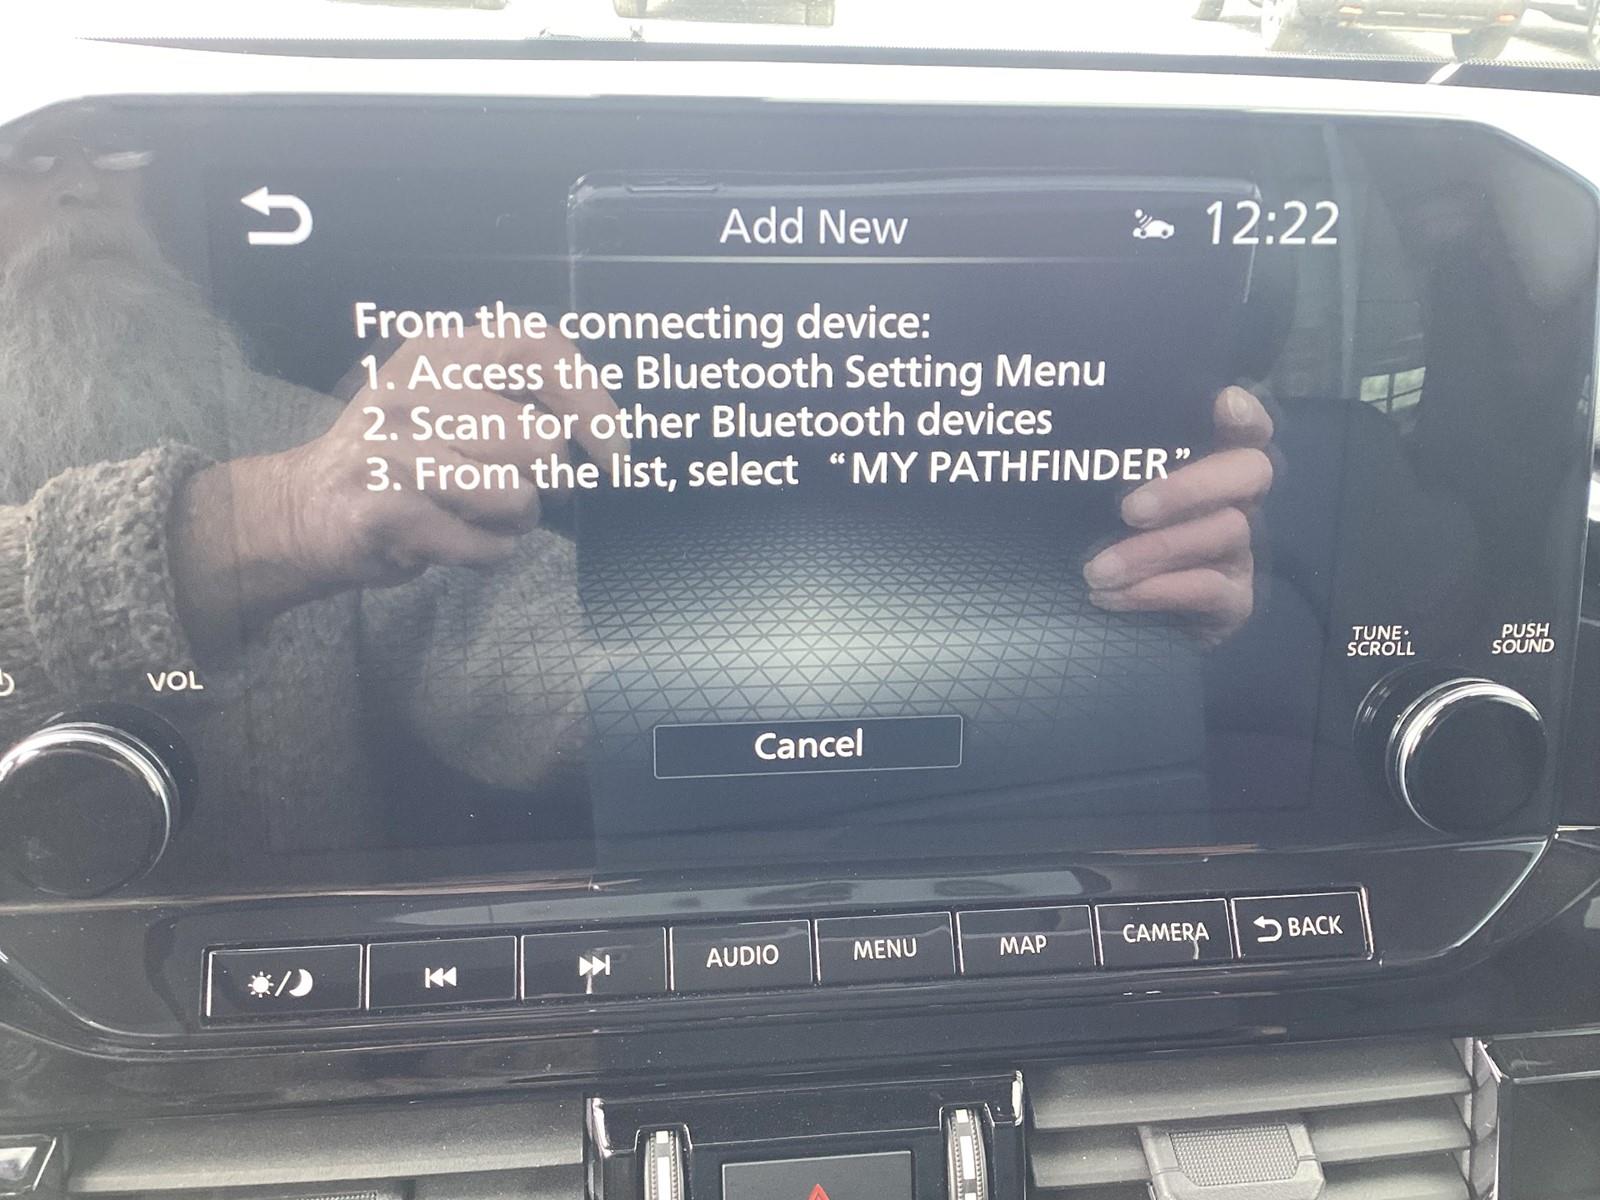 Add New
12:22
From the connecting device:
1. Access the Bluetooth Setting Menu
2. Scan for other Bluetooth devices
3. From the list, select “MY PATHFINDER”
Cancel
VOL
TUNE·
SCROLL
PUSH
SOUND
AUDIO
MENU
MAP
CAMERA
BACK